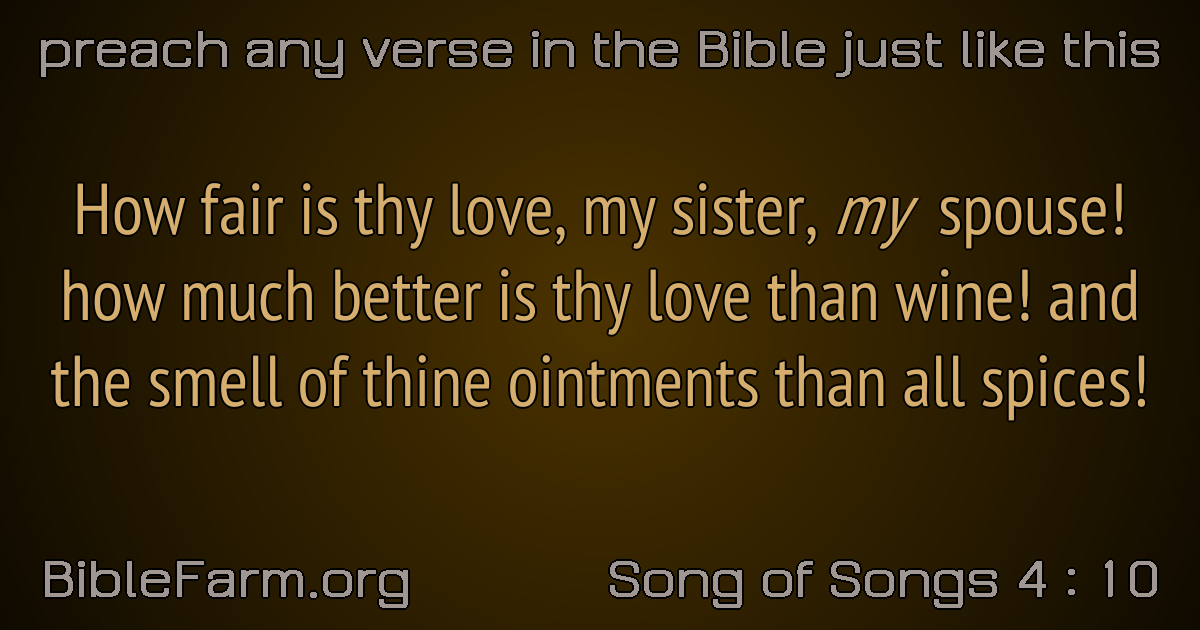 preach any verse in the Bible just like this
How fair is thy love, my sister, my spouse!
how much better is thy love than wine! and
the smell of thine ointments than all spices!
BibleFarm.org
Song of Songs 4 : 10